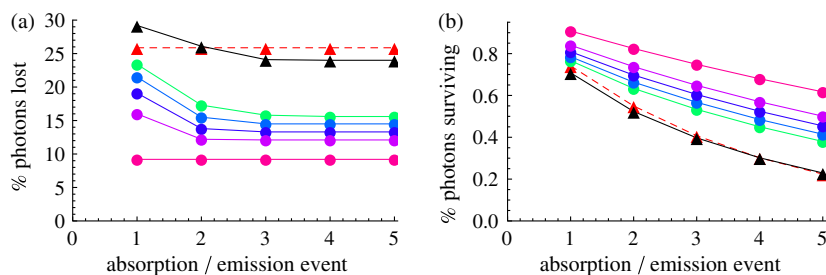 (a)
% photons lost
30
25
20
15
10
5
0
0 1 2 3 4 5
absorption / emission event
(b)
% photons surviving
0.8
0.6
0.4
0.2
0.0
0 1 2 3 4 5
absorption / emission event